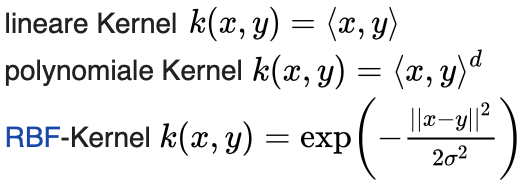 lineare Kernel k(x, y) = ⟨x, y⟩
polynomiale Kernel k(x, y) = ⟨x, y⟩^d
RBF-Kernel k(x, y) = exp(−||x−y||²/2σ²)